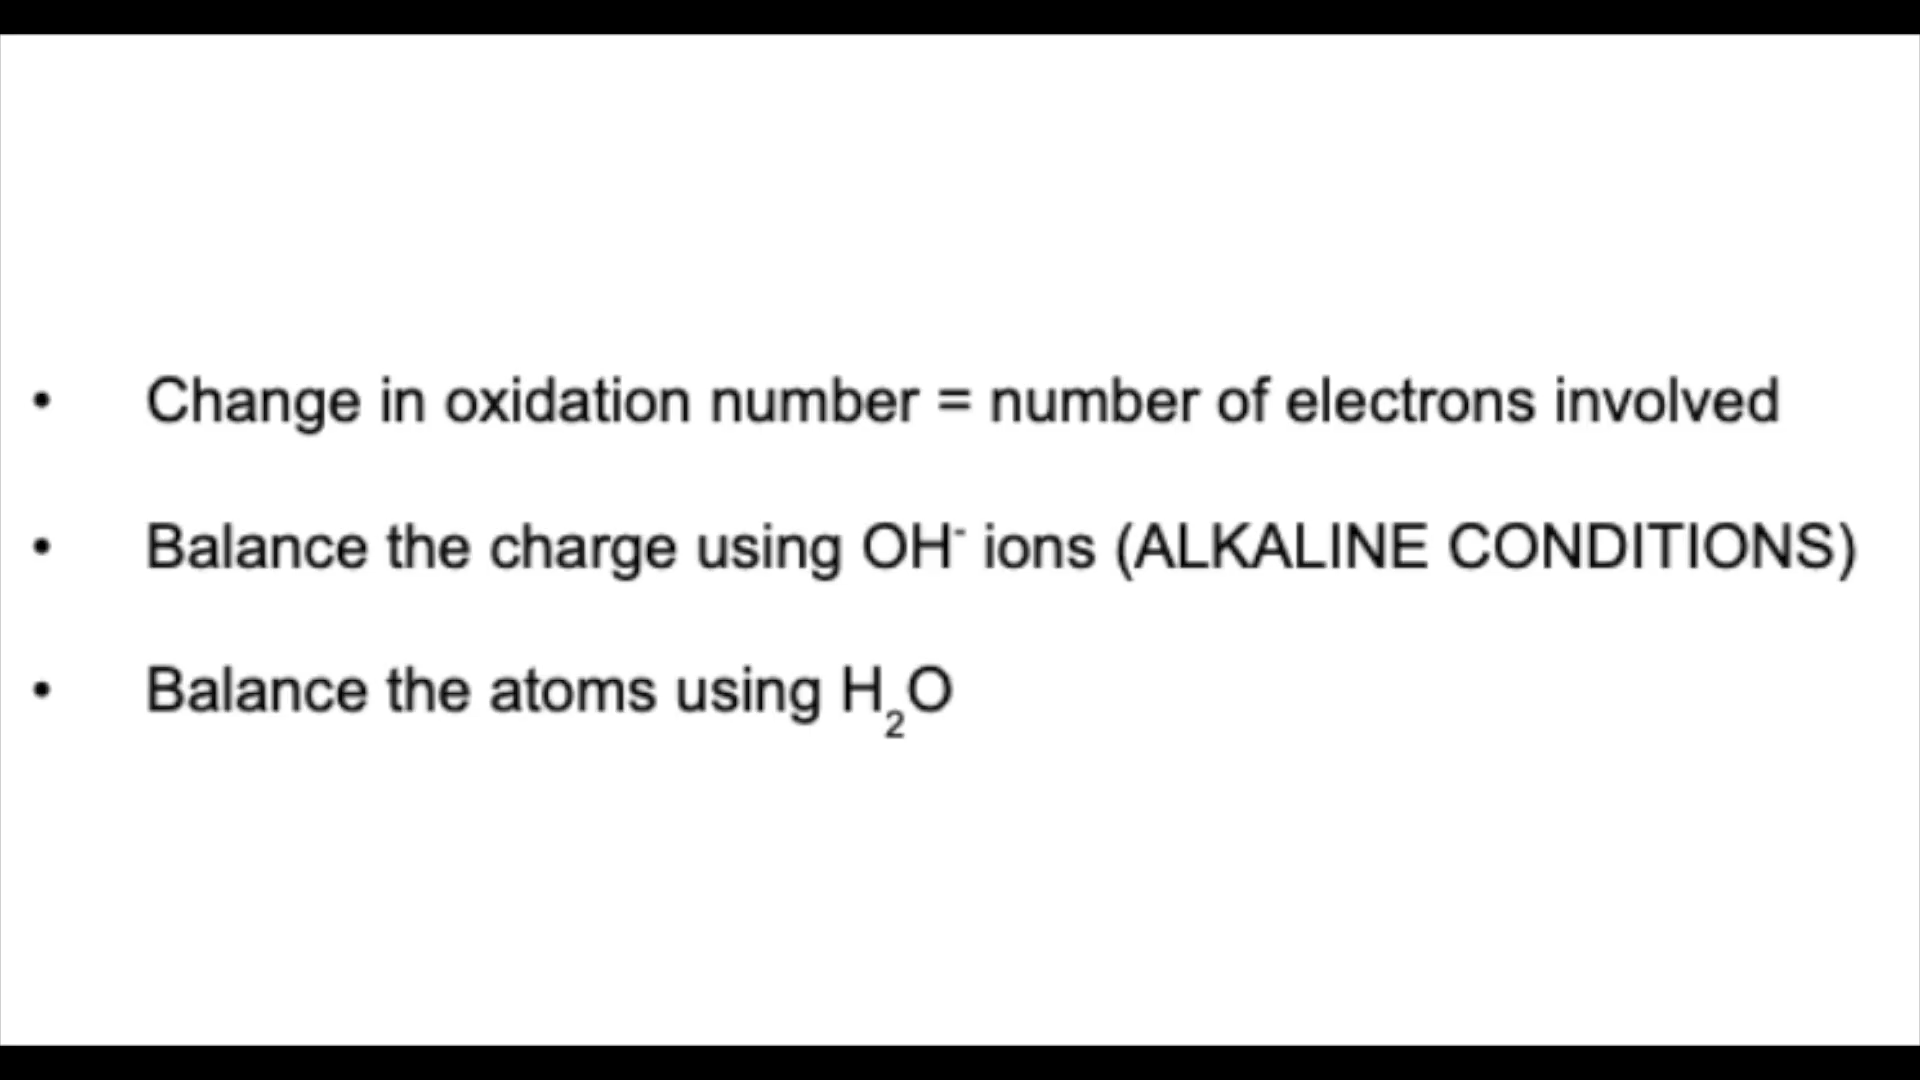 • Change in oxidation number = number of electrons involved
• Balance the charge using OH⁻ ions (ALKALINE CONDITIONS)
• Balance the atoms using H₂O